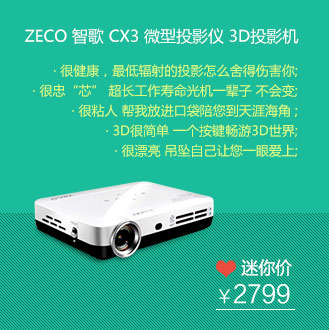 ZECO 智歌 CX3 微型投影仪 3D投影机
· 很健康，最低辐射的投影怎么舍得伤害你;
· 很忠“芯” 超长工作寿命光机一辈子 不会变;
· 很粘人 帮我放进口袋陪您到天涯海角 ;
· 3D很简单 一个按键畅游3D世界;
· 很漂亮 吊坠自己让您一眼爱上;
迷你价
¥2799